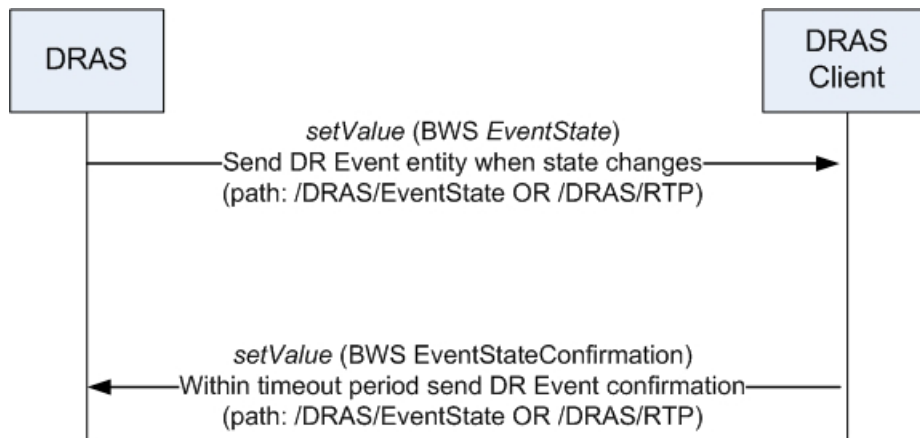 DRAS
DRAS
Client
setValue (BWS EventState)
Send DR Event entity when state changes
(path: /DRAS/EventState OR /DRAS/RTP)
setValue (BWS EventStateConfirmation)
Within timeout period send DR Event confirmation
(path: /DRAS/EventState OR /DRAS/RTP)